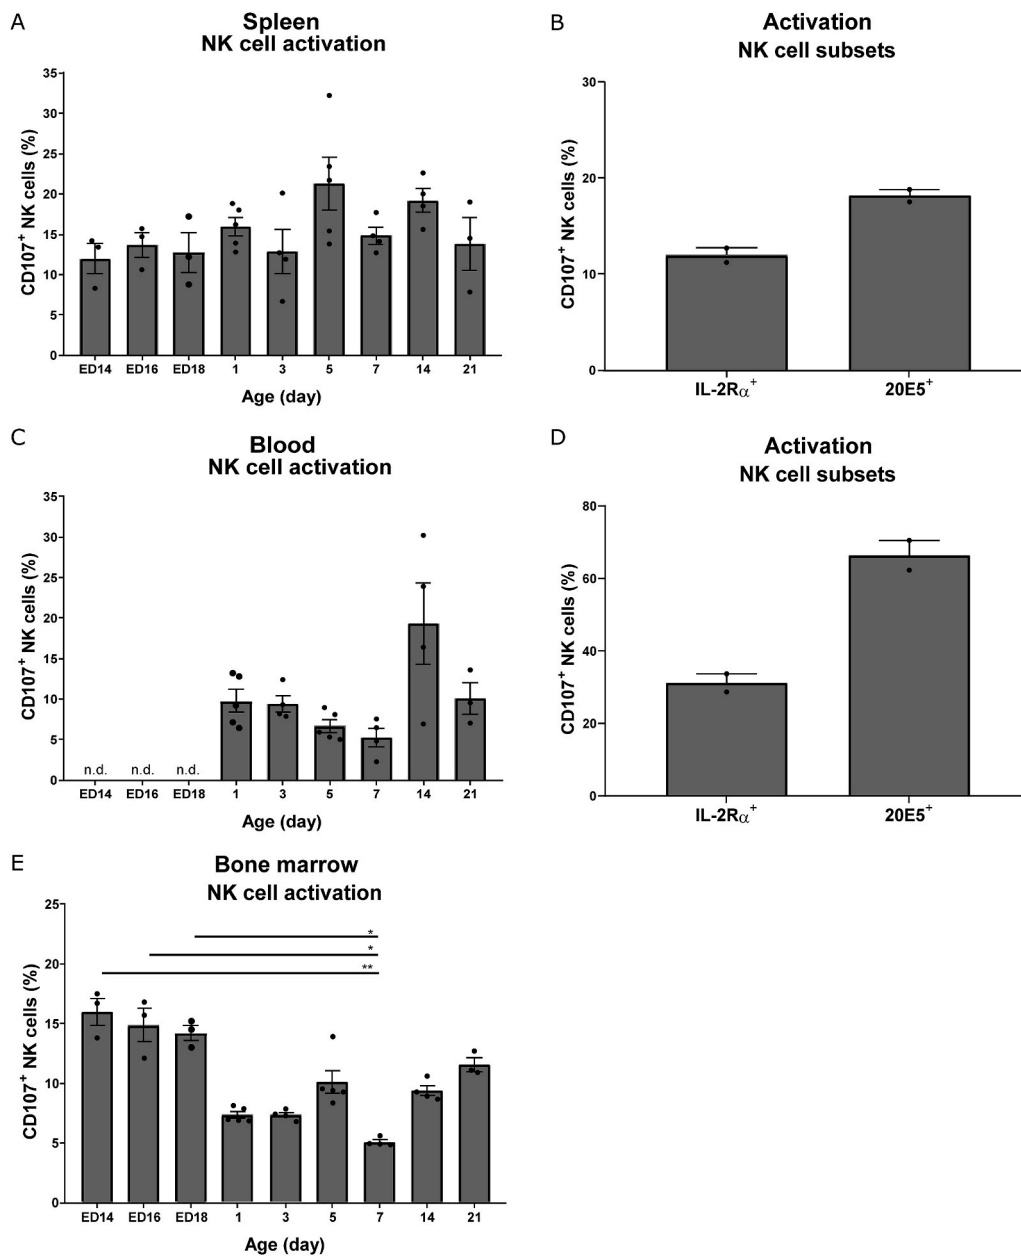 A
Spleen
NK cell activation
CD107⁺ NK cells (%)
35
30
25
20
15
10
5
0
ED14 ED16 ED18 1 3 5 7 14 21
Age (day)
B
Activation
NK cell subsets
CD107⁺ NK cells (%)
30
20
10
0
IL-2Rα⁺ 20E5⁺
C
Blood
NK cell activation
CD107⁺ NK cells (%)
35
30
25
20
15
10
5
0
n.d. n.d. n.d.
ED14 ED16 ED18 1 3 5 7 14 21
Age (day)
D
Activation
NK cell subsets
CD107⁺ NK cells (%)
80
60
40
20
0
IL-2Rα⁺ 20E5⁺
E
Bone marrow
NK cell activation
CD107⁺ NK cells (%)
25
20
15
10
5
0
*
*
**
ED14 ED16 ED18 1 3 5 7 14 21
Age (day)